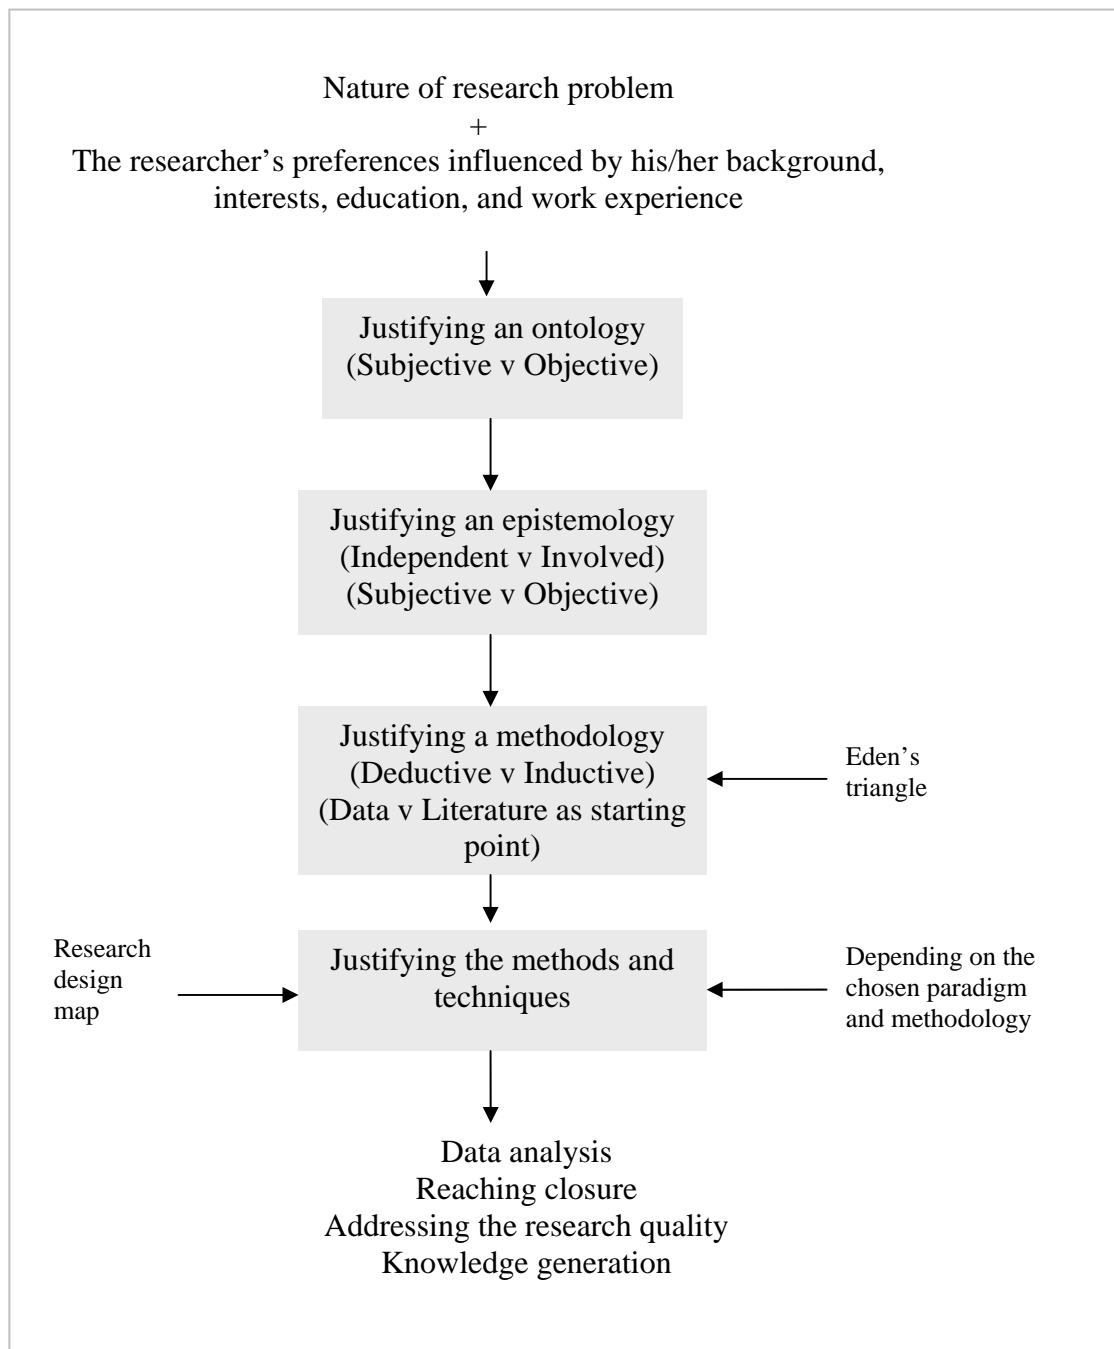 Nature of research problem
+
The researcher’s preferences influenced by his/her background,
interests, education, and work experience
Justifying an ontology
(Subjective v Objective)
Justifying an epistemology
(Independent v Involved)
(Subjective v Objective)
Justifying a methodology
(Deductive v Inductive)
(Data v Literature as starting
point)
Eden’s
triangle
Research
design
map
Justifying the methods and
techniques
Depending on the
chosen paradigm
and methodology
Data analysis
Reaching closure
Addressing the research quality
Knowledge generation